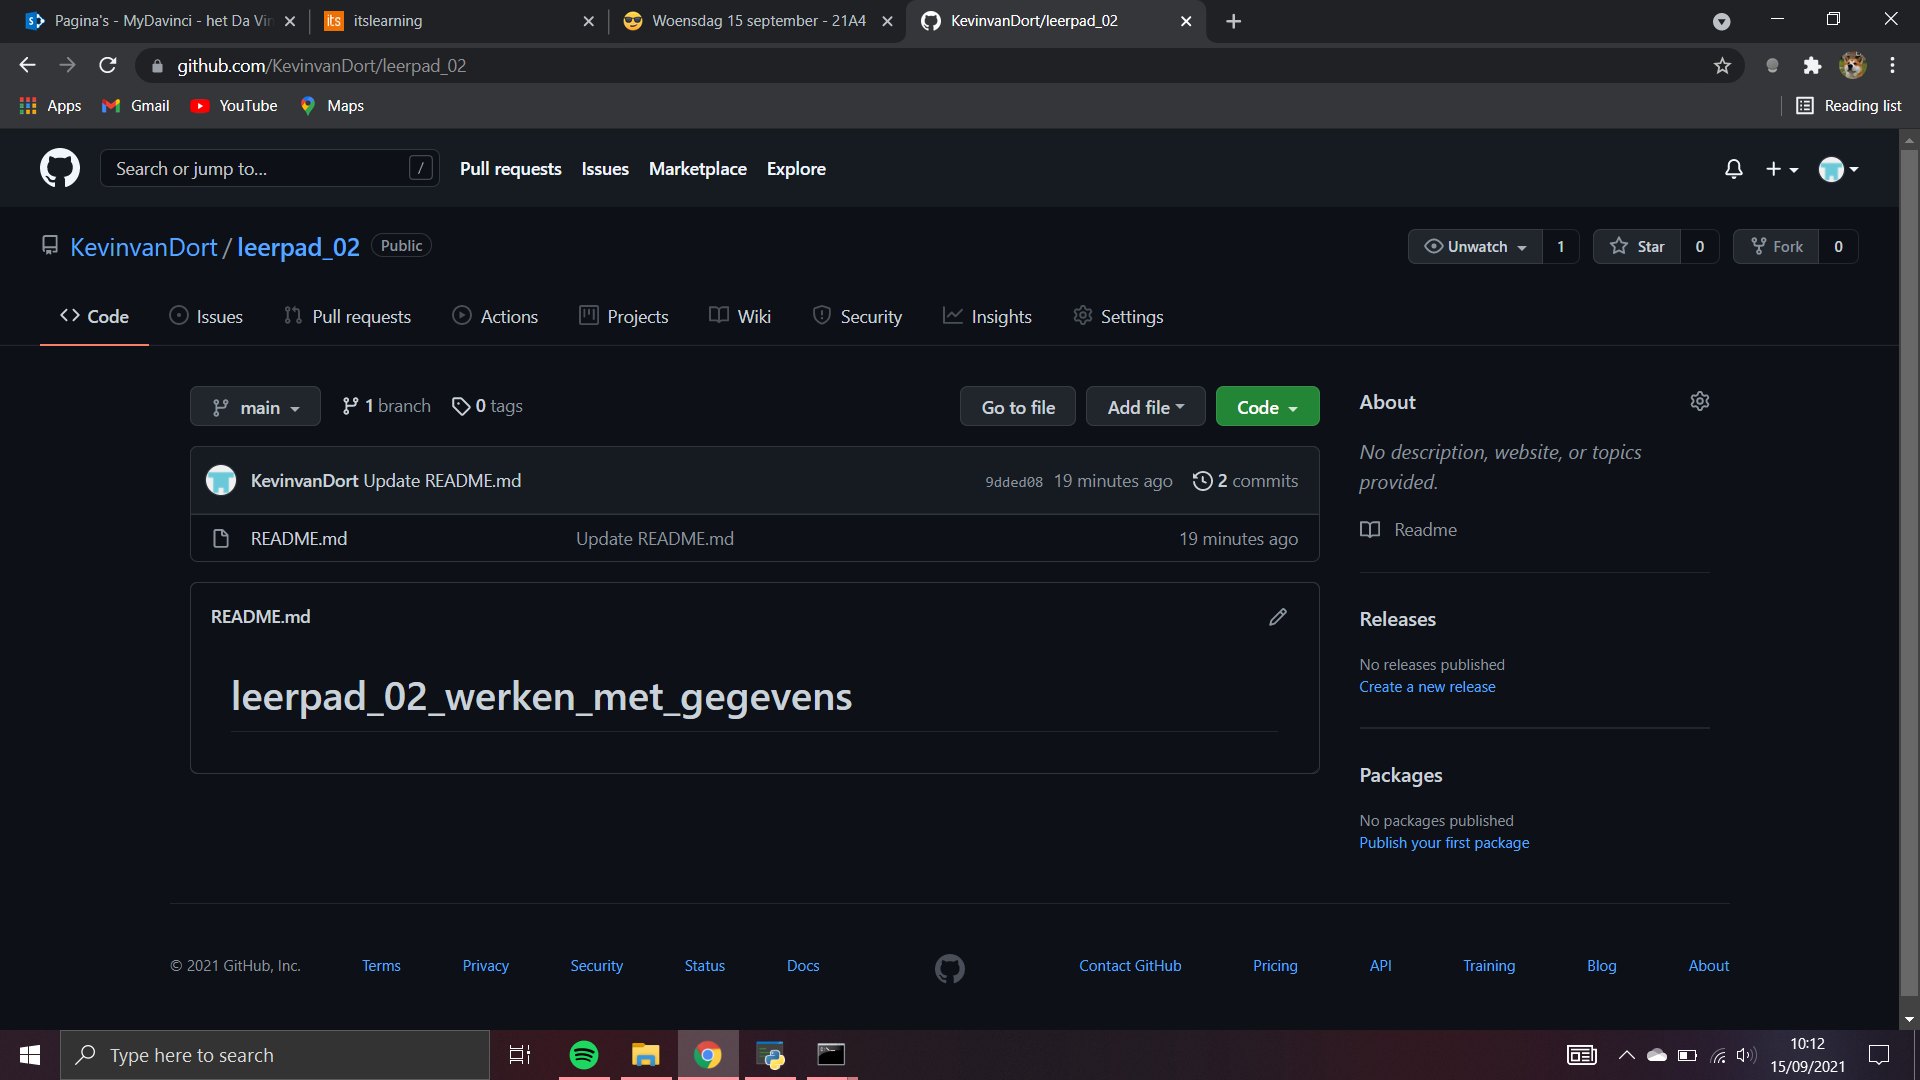 Pagina's - MyDavinci - het Da Vin
its itslearning
Woensdag 15 september - 21A4
KevinvanDort/leerpad_02
github.com/KevinvanDort/leerpad_02
Apps Gmail YouTube Maps Reading list
Search or jump to... / Pull requests Issues Marketplace Explore
KevinvanDort / leerpad_02 Public Unwatch 1 Star 0 Fork 0
Code Issues Pull requests Actions Projects Wiki Security Insights Settings
main 1 branch 0 tags Go to file Add file Code
KevinvanDort Update README.md 9dded08 19 minutes ago 2 commits
README.md Update README.md 19 minutes ago
README.md
leerpad_02_werken_met_gegevens
About
No description, website, or topics
provided.
Readme
Releases
No releases published
Create a new release
Packages
No packages published
Publish your first package
© 2021 GitHub, Inc. Terms Privacy Security Status Docs Contact GitHub Pricing API Training Blog About
Type here to search
10:12
15/09/2021